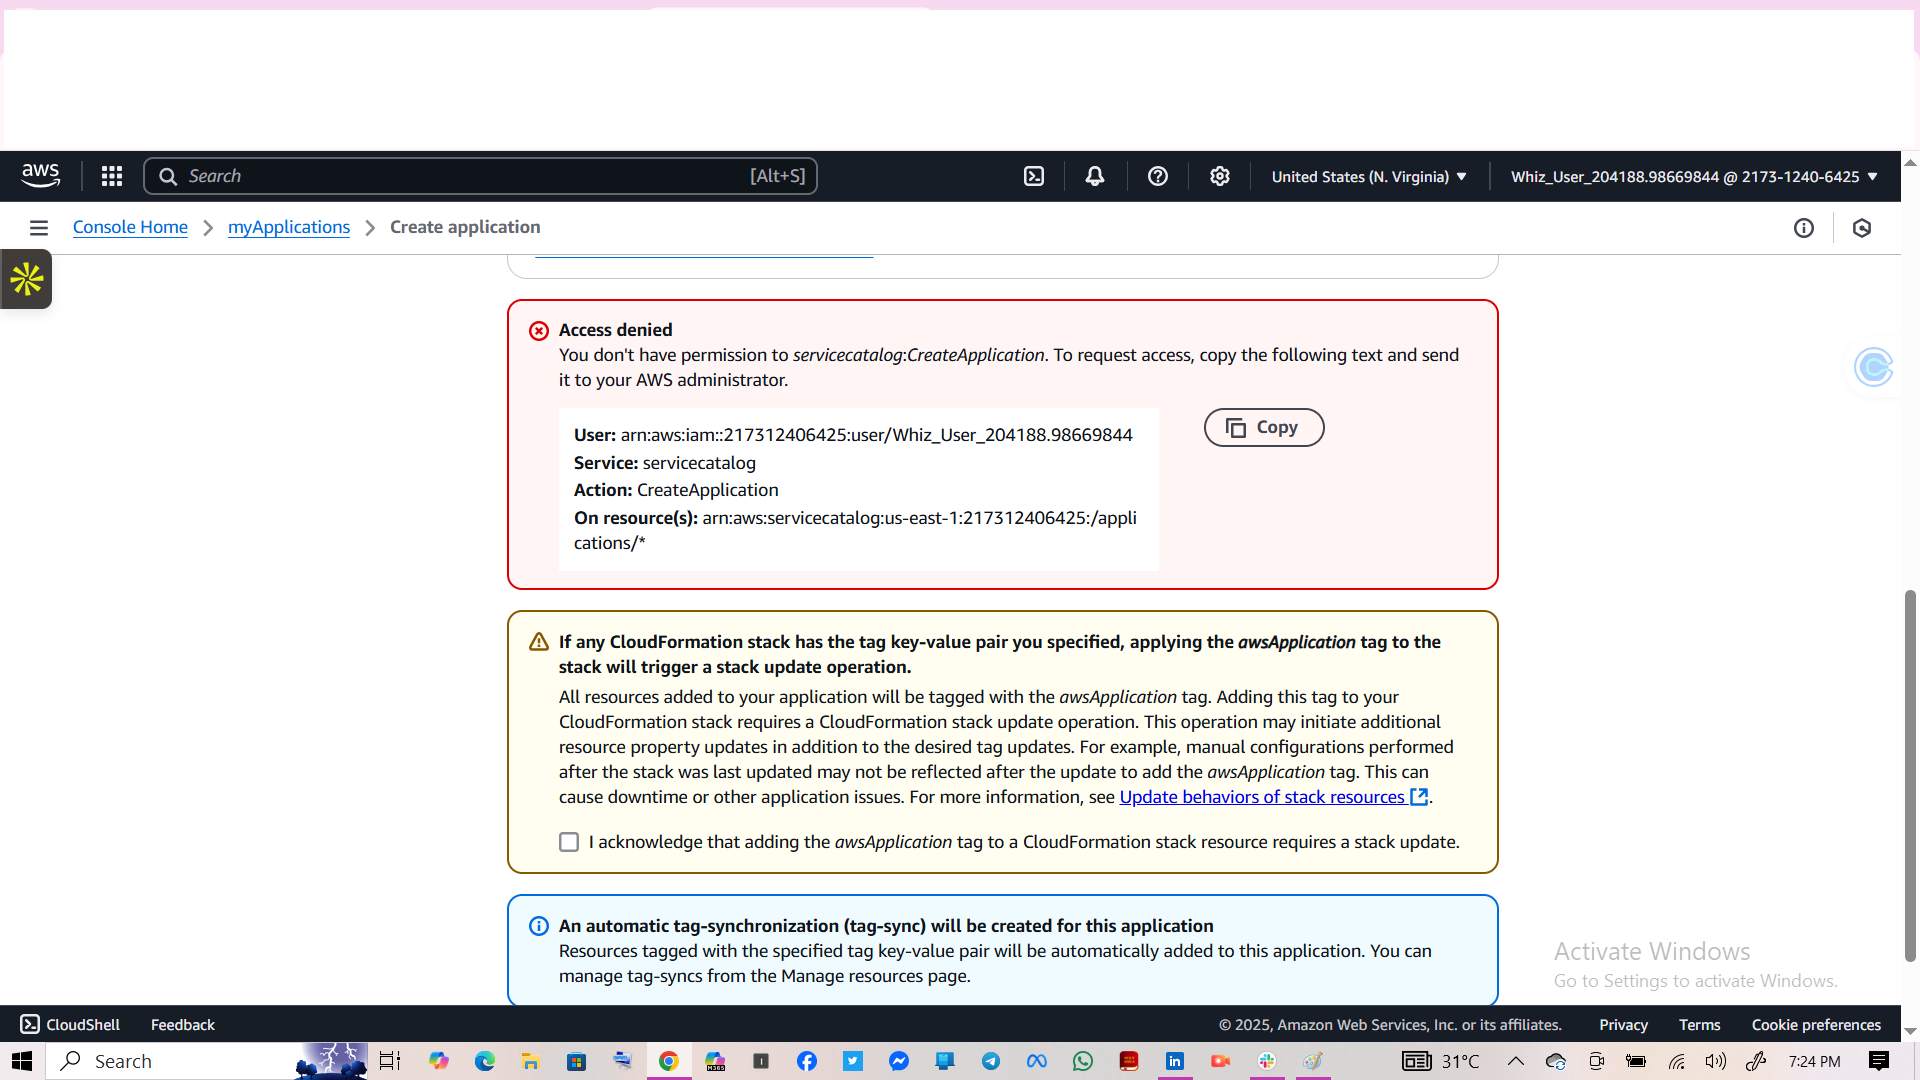 aws
Search
[Alt+S]
United States (N. Virginia)
Whiz_User_204188.98669844 @ 2173-1240-6425
Console Home
myApplications
Create application
Access denied
You don't have permission to servicecatalog:CreateApplication. To request access, copy the following text and send
it to your AWS administrator.
User: arn:aws:iam::217312406425:user/Whiz_User_204188.98669844
Service: servicecatalog
Action: CreateApplication
On resource(s): arn:aws:servicecatalog:us-east-1:217312406425:/appli
cations/*
Copy
If any CloudFormation stack has the tag key-value pair you specified, applying the awsApplication tag to the
stack will trigger a stack update operation.
All resources added to your application will be tagged with the awsApplication tag. Adding this tag to your
CloudFormation stack requires a CloudFormation stack update operation. This operation may initiate additional
resource property updates in addition to the desired tag updates. For example, manual configurations performed
after the stack was last updated may not be reflected after the update to add the awsApplication tag. This can
cause downtime or other application issues. For more information, see Update behaviors of stack resources.
I acknowledge that adding the awsApplication tag to a CloudFormation stack resource requires a stack update.
An automatic tag-synchronization (tag-sync) will be created for this application
Resources tagged with the specified tag key-value pair will be automatically added to this application. You can
manage tag-syncs from the Manage resources page.
Activate Windows
Go to Settings to activate Windows.
CloudShell
Feedback
© 2025, Amazon Web Services, Inc. or its affiliates.
Privacy
Terms
Cookie preferences
Search
31°C
7:24 PM